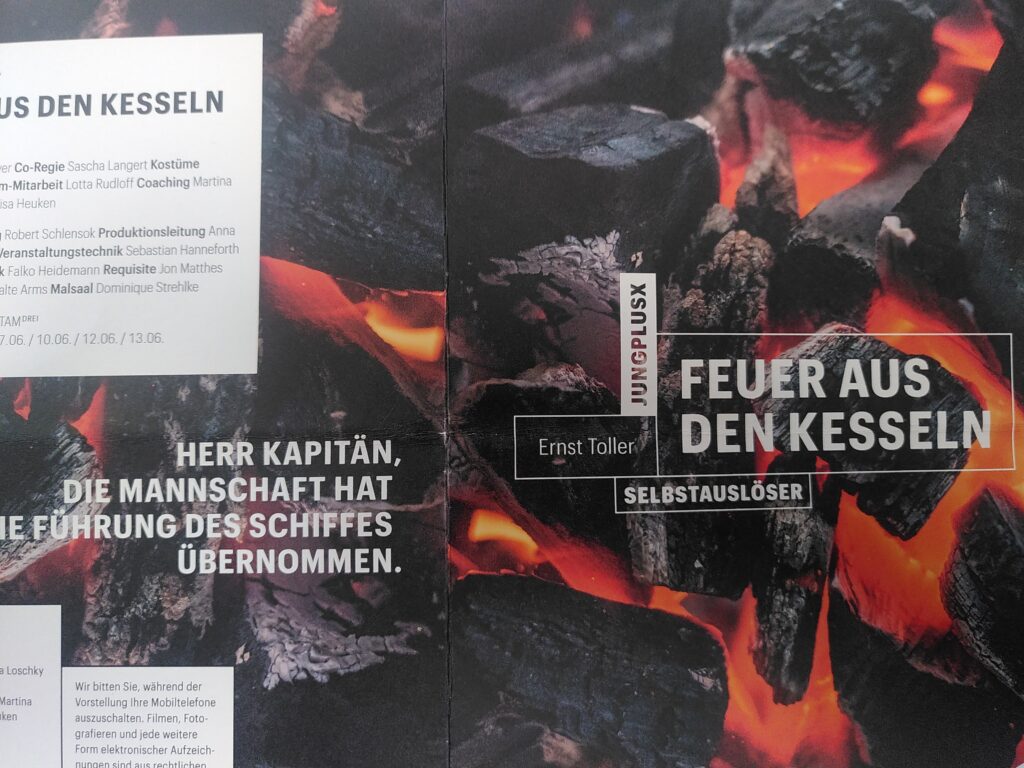 US DEN KESSELN
Co-Regie Sascha Langert Kostüme
m-Mitarbeit Lotta Rudloff Coaching Martina
isa Heuken
Robert Schlensok Produktionsleitung Anna
Veranstaltungstechnik Sebastian Hanneforth
k Falko Heidemann Requisite Jon Matthes
alte Arms Malsaal Dominique Strehlke
TAM DREI
7.06. / 10.06. / 12.06. / 13.06.
HERR KAPITÄN,
DIE MANNSCHAFT HAT
IE FÜHRUNG DES SCHIFFES
ÜBERNOMMEN.
a Loschky
Martina
uken
Wir bitten Sie, während der
Vorstellung Ihre Mobiltelefone
auszuschalten. Filmen, Foto-
grafieren und jede weitere
Form elektronischer Aufzeich-
nungen sind aus rechtlichen
JUNGPLUSX
FEUER AUS
DEN KESSELN
Ernst Toller
SELBSTAUSLÖSER